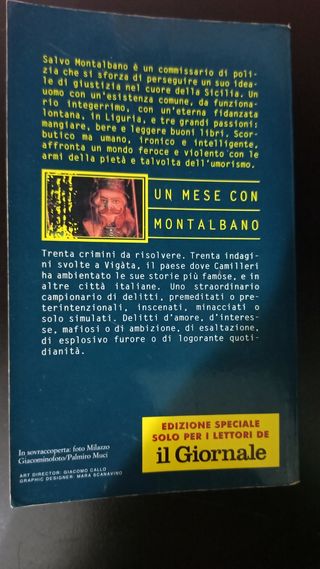 Salvo Montalbano è un commissario di poli-
zia che si sforza di perseguire un suo idea-
le di giustizia nel cuore della Sicilia. Un
uomo con un'esistenza comune, da funziona-
rio integerrimo, con un'eterna fidanzata
lontana, in Liguria, e tre grandi passioni:
mangiare, bere e leggere buoni libri. Scor-
butico ma umano, ironico e intelligente,
affronta un mondo feroce e violento con le
armi della pietà e talvolta dell'umorismo.
UN MESE CON
MONTALBANO
Trenta crimini da risolvere. Trenta indagi-
ni svolte a Vigàta, il paese dove Camilleri
ha ambientato le sue storie più famose, e in
altre città italiane. Uno straordinario
campionario di delitti, premeditati o pre-
terintenzionali, inscenati, minacciati o
solo simulati. Delitti d'amore, d'interes-
se, mafiosi o di ambizione, di esaltazione,
di esplosivo furore o di logorante quoti-
dianità.
EDIZIONE SPECIALE
SOLO PER I LETTORI DE
il Giornale
In sovraccoperta: foto Milazzo
Giacominofoto/Palmiro Muci
ART DIRECTOR: GIACOMO CALLO
GRAPHIC DESIGNER: MARA SCANAVINO